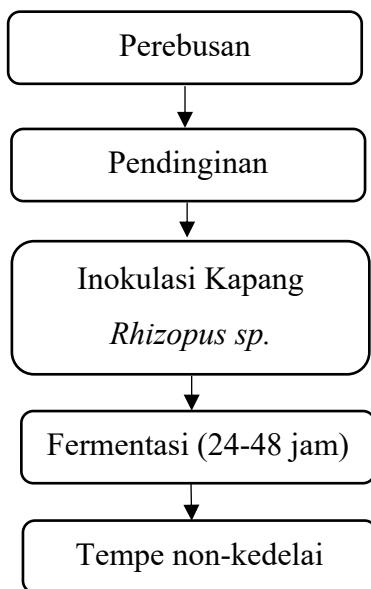 Perebusan
Pendinginan
Inokulasi Kapang
Rhizopus sp.
Fermentasi (24-48 jam)
Tempe non-kedelai